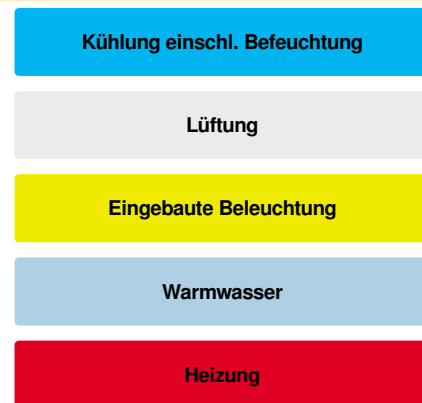 Kühlung einschl. Befeuchtung
Lüftung
Eingebaute Beleuchtung
Warmwasser
Heizung